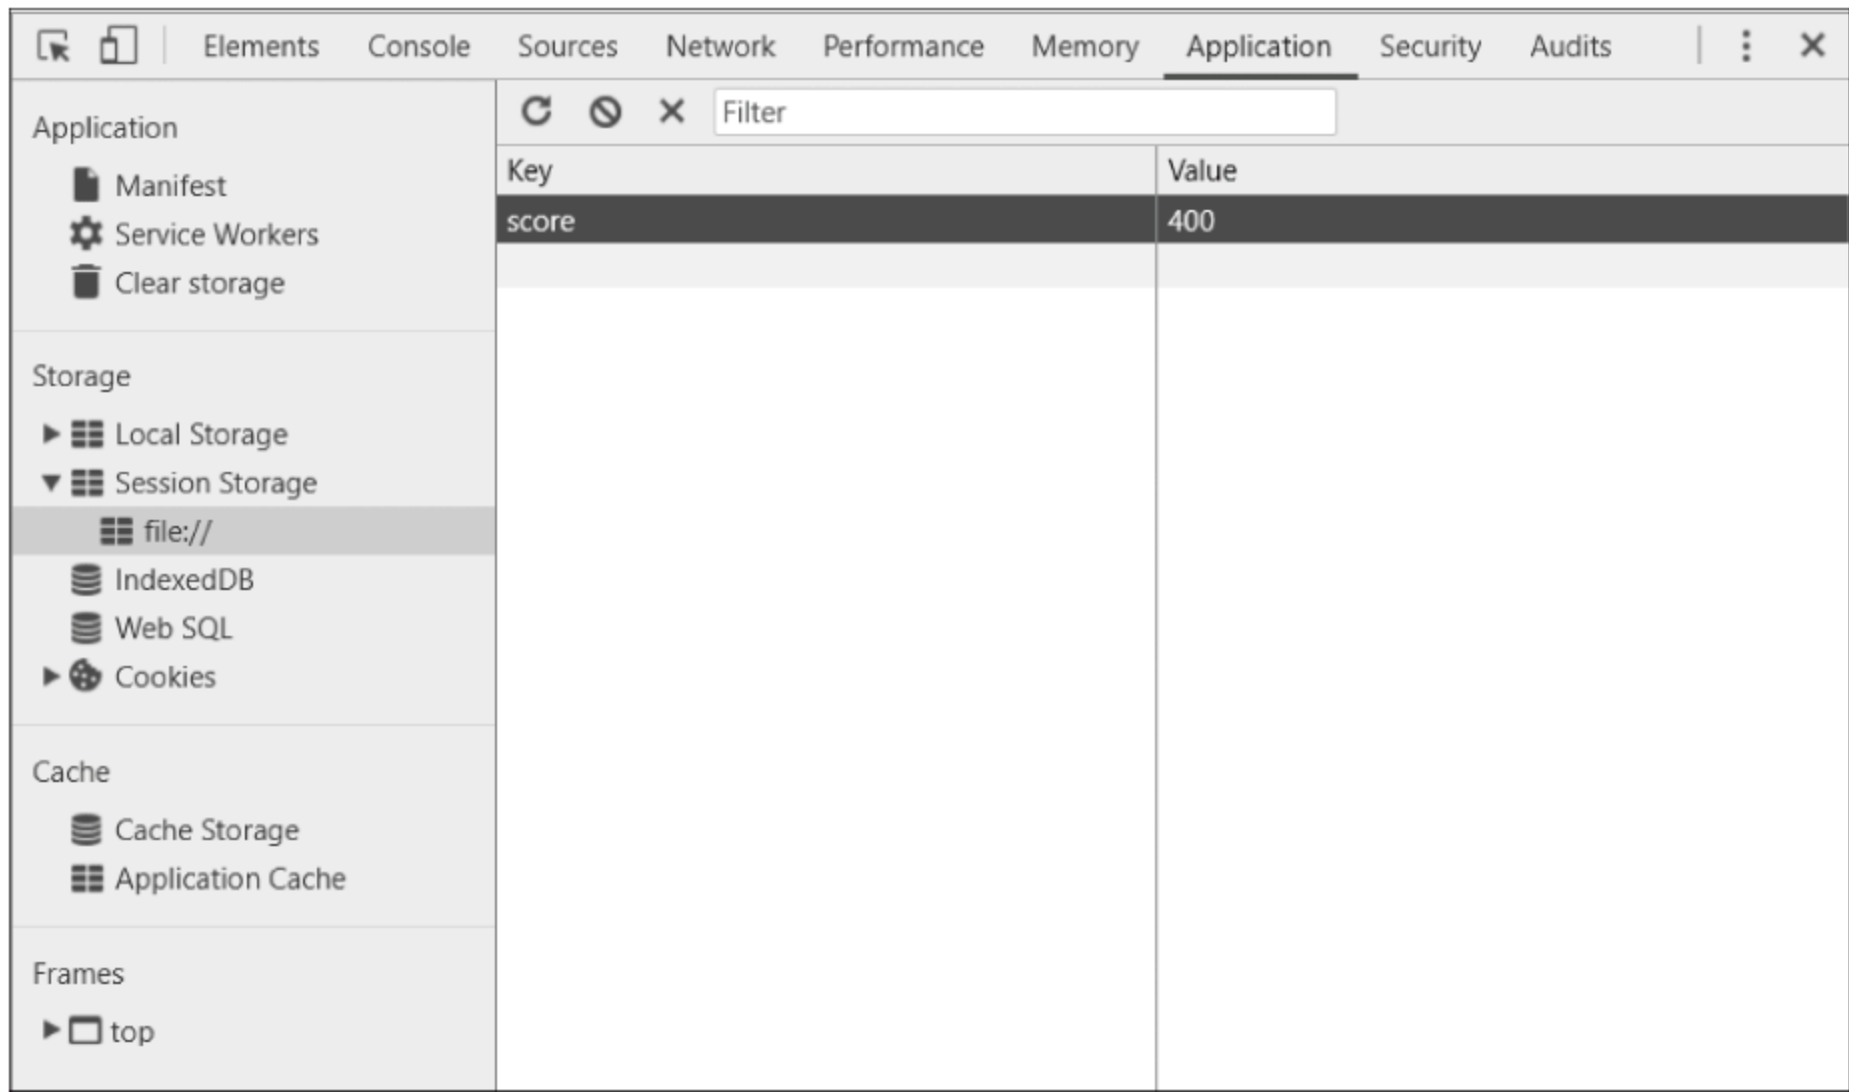 Elements Console Sources Network Performance Memory Application Security Audits
Filter
Application
Manifest
Service Workers
Clear storage
Storage
Local Storage
Session Storage
file://
IndexedDB
Web SQL
Cookies
Cache
Cache Storage
Application Cache
Frames
top
Key Value
score 400